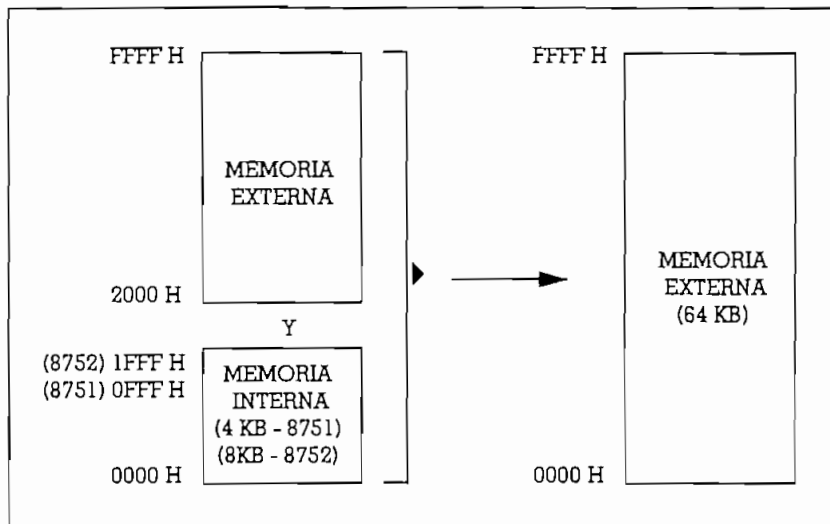 FFFF H
MEMORIA
EXTERNA
2000 H
Y
(8752) 1FFF H
(8751) 0FFF H
MEMORIA
INTERNA
(4 KB - 8751)
(8KB - 8752)
0000 H
FFFF H
MEMORIA
EXTERNA
(64 KB)
0000 H